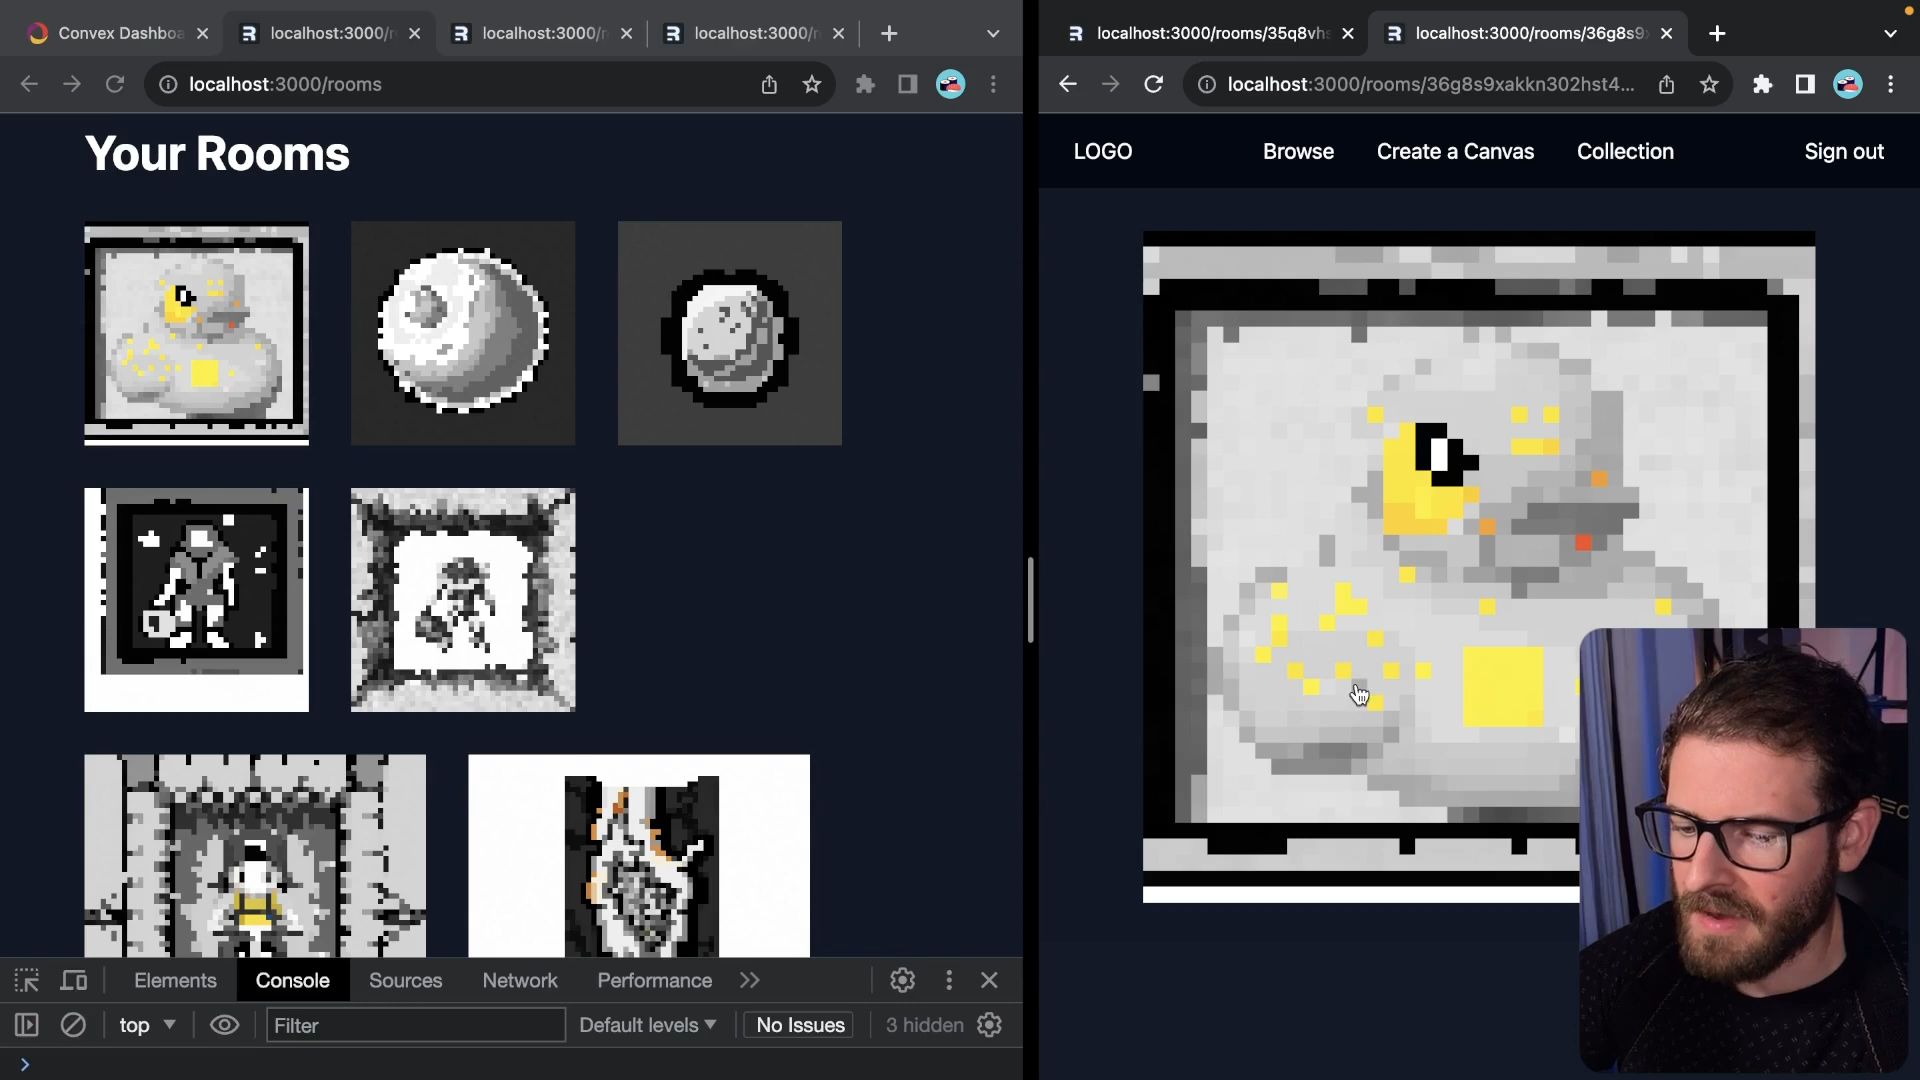 Convex Dashboa
localhost:3000/r
localhost:3000/r
localhost:3000/r
localhost:3000/rooms/35q8vhs
localhost:3000/rooms/36g8s9x
localhost:3000/rooms
localhost:3000/rooms/36g8s9xakkn302hst4...
Your Rooms
LOGO
Browse
Create a Canvas
Collection
Sign out
Elements
Console
Sources
Network
Performance
top
Filter
Default levels
No Issues
3 hidden